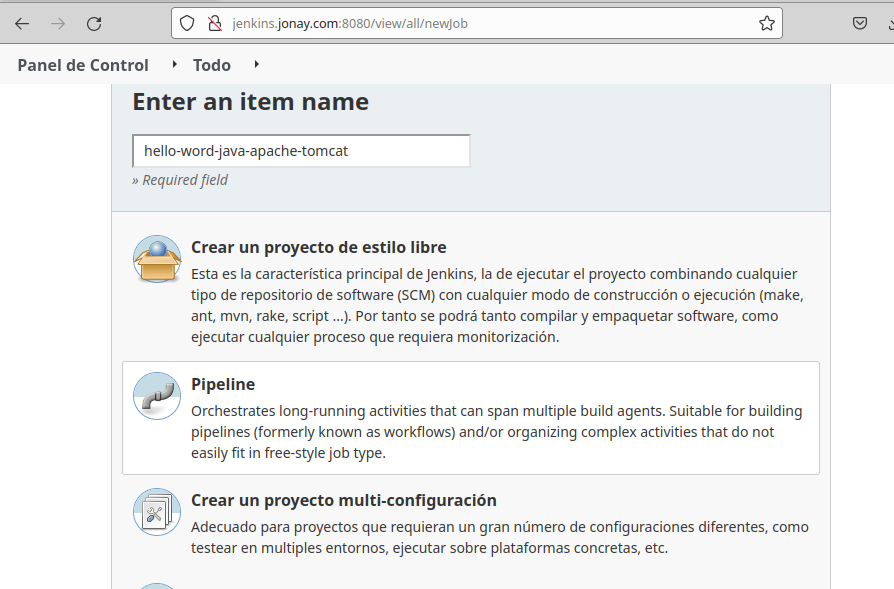 jenkins.jonay.com:8080/view/all/newJob
Panel de Control Todo
Enter an item name
hello-word-java-apache-tomcat
» Required field
Crear un proyecto de estilo libre
Esta es la característica principal de Jenkins, la de ejecutar el proyecto combinando cualquier
tipo de repositorio de software (SCM) con cualquier modo de construcción o ejecución (make,
ant, mvn, rake, script ...). Por tanto se podrá tanto compilar y empaquetar software, como
ejecutar cualquier proceso que requiera monitorización.
Pipeline
Orchestrates long-running activities that can span multiple build agents. Suitable for building
pipelines (formerly known as workflows) and/or organizing complex activities that do not
easily fit in free-style job type.
Crear un proyecto multi-configuración
Adecuado para proyectos que requieran un gran número de configuraciones diferentes, como
testear en multiples entornos, ejecutar sobre plataformas concretas, etc.